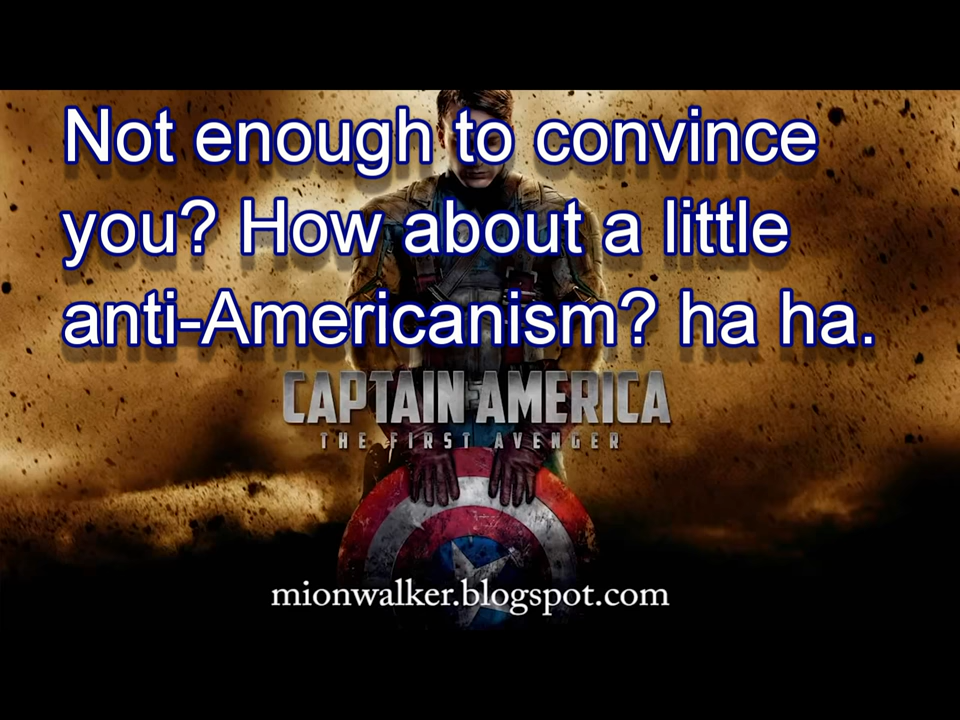 Not enough to convince
you? How about a little
anti-Americanism? ha ha.
CAPTAIN AMERICA
THE FIRST AVENGER
mionwalker.blogspot.com